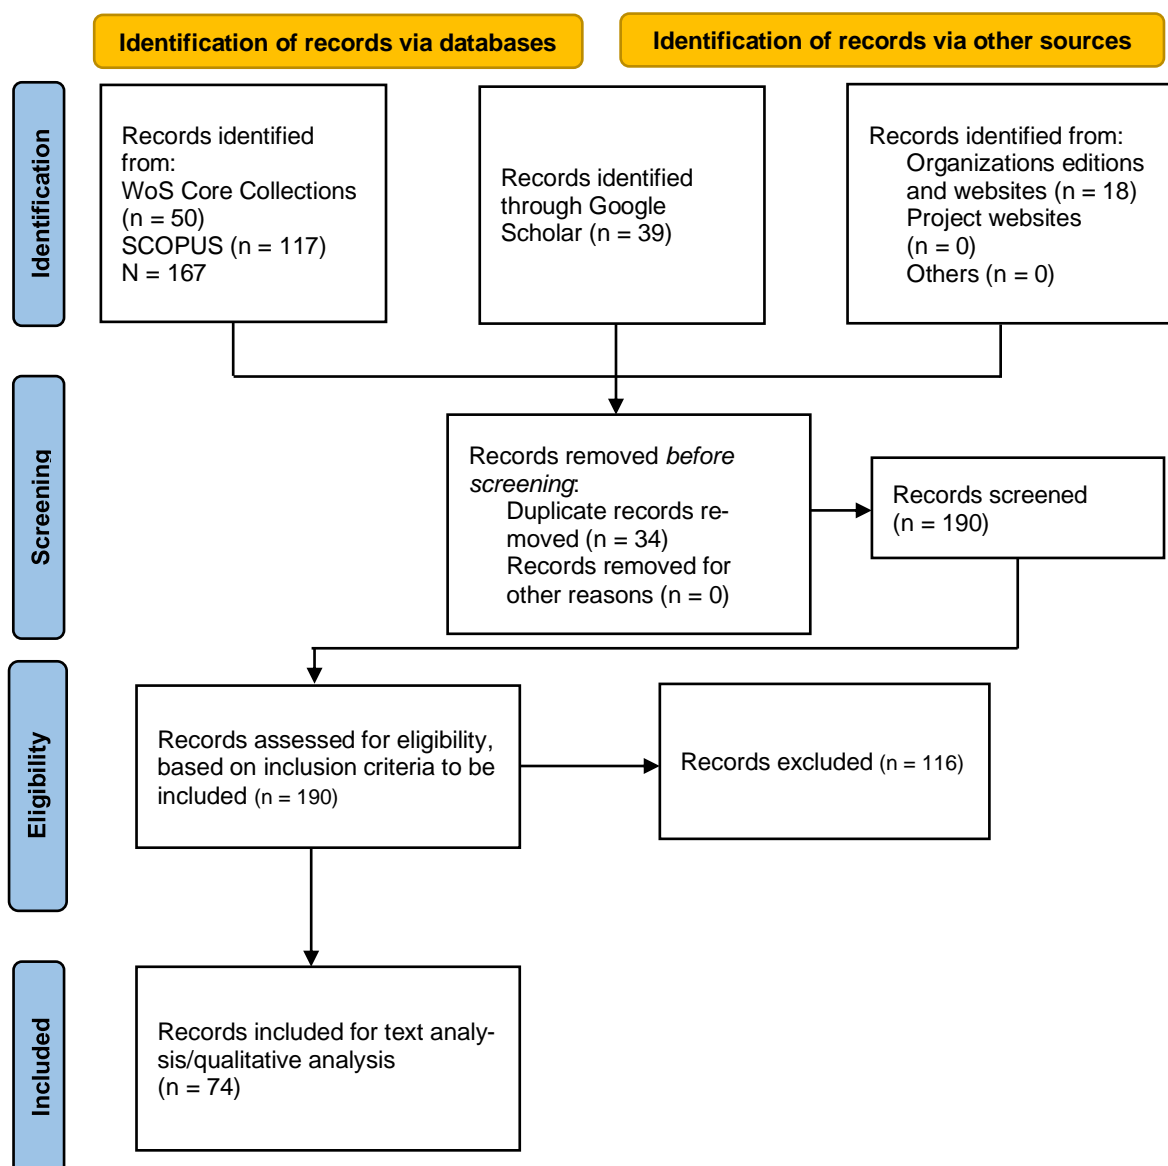 Identification of records via databases
Identification of records via other sources
Identification
Records identified
from:
WoS Core Collections
(n = 50)
SCOPUS (n = 117)
N = 167
Records identified
through Google
Scholar (n = 39)
Records identified from:
Organizations editions
and websites (n = 18)
Project websites
(n = 0)
Others (n = 0)
Screening
Records removed before
screening:
Duplicate records re-
moved (n = 34)
Records removed for
other reasons (n = 0)
Records screened
(n = 190)
Eligibility
Records assessed for eligibility,
based on inclusion criteria to be
included (n = 190)
Records excluded (n = 116)
Included
Records included for text analy-
sis/qualitative analysis
(n = 74)